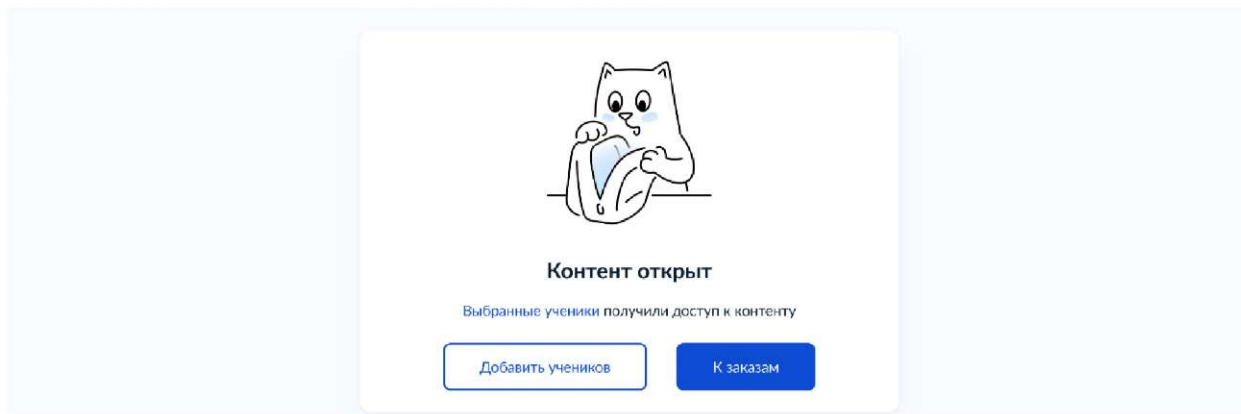 Контент открыт
Выбранные ученики получили доступ к контенту
Добавить учеников
К заказам